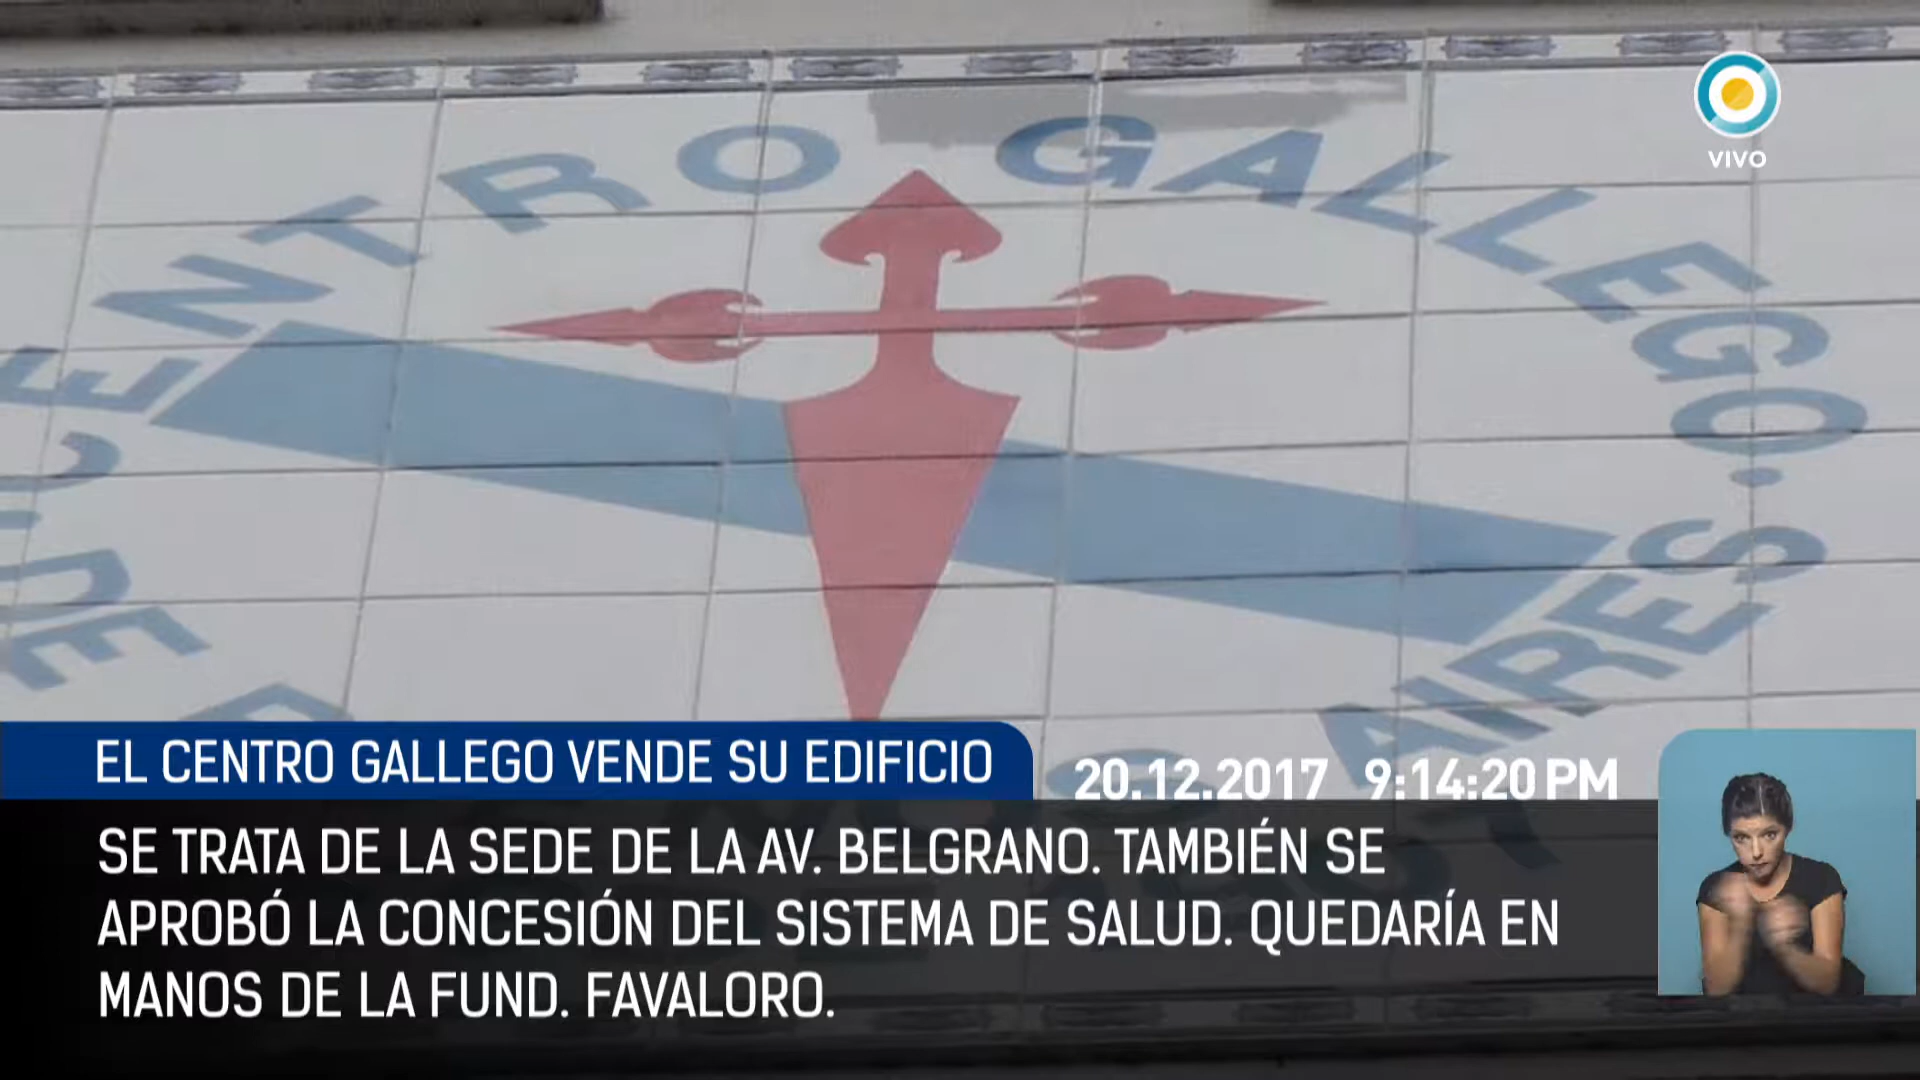 VIVO
CENTRO GALLEGO · DE
AIRES
EL CENTRO GALLEGO VENDE SU EDIFICIO
20.12.2017 9:14:20 PM
SE TRATA DE LA SEDE DE LA AV. BELGRANO. TAMBIÉN SE
APROBÓ LA CONCESIÓN DEL SISTEMA DE SALUD. QUEDARÍA EN
MANOS DE LA FUND. FAVALORO.